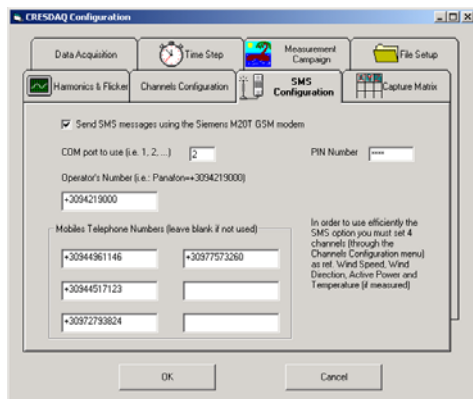 CRESDAQ Configuration
Data Acquisition
Time Step
Measurement
Campaign
File Setup
Harmonics & Flicker
Channels Configuration
SMS
Configuration
Capture Matrix
Send SMS messages using the Siemens M20T GSM modem
COM port to use (i.e. 1, 2, ...)
2
PIN Number
****
Operator's Number (i.e.: Panafon=+3094219000)
+3094219000
Mobiles Telephone Numbers (leave blank if not used)
+30944961146
+30977573260
+30944517123
+30972793824
In order to use efficiently the
SMS option you must set 4
channels (through the
Channels Configuration menu)
as ref. Wind Speed, Wind
Direction, Active Power and
Temperature (if measured)
OK
Cancel